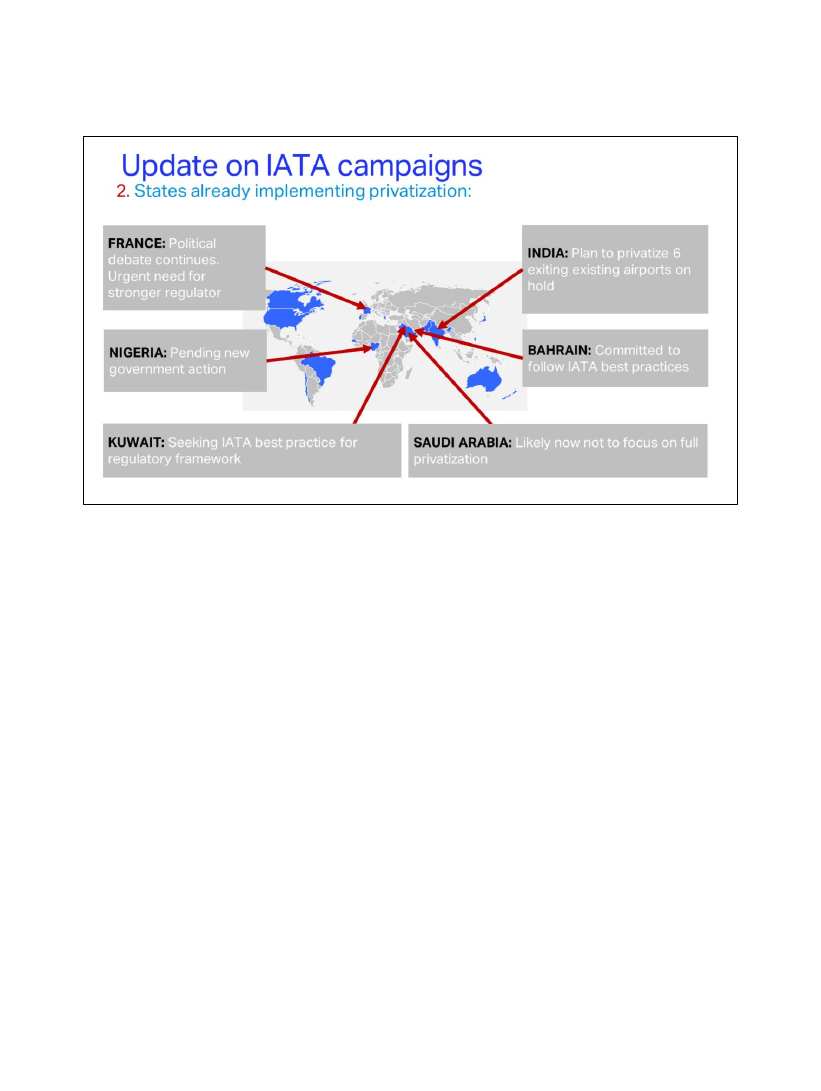 Update on IATA campaigns
2. States already implementing privatization:
FRANCE: Political
debate continues.
Urgent need for
stronger regulator
INDIA: Plan to privatize 6
exiting existing airports on
hold
NIGERIA: Pending new
government action
BAHRAIN: Committed to
follow IATA best practices
KUWAIT: Seeking IATA best practice for
regulatory framework
SAUDI ARABIA: Likely now not to focus on full
privatization